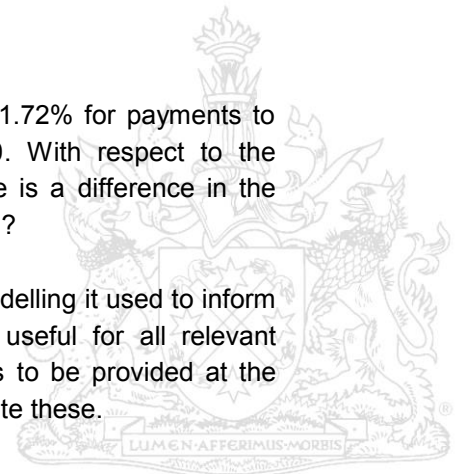 1.72% for payments to
). With respect to the
e is a difference in the
?
delling it used to inform
useful for all relevant
s to be provided at the
te these.
LUMEN·AFFERIMUS·MORBIS
®